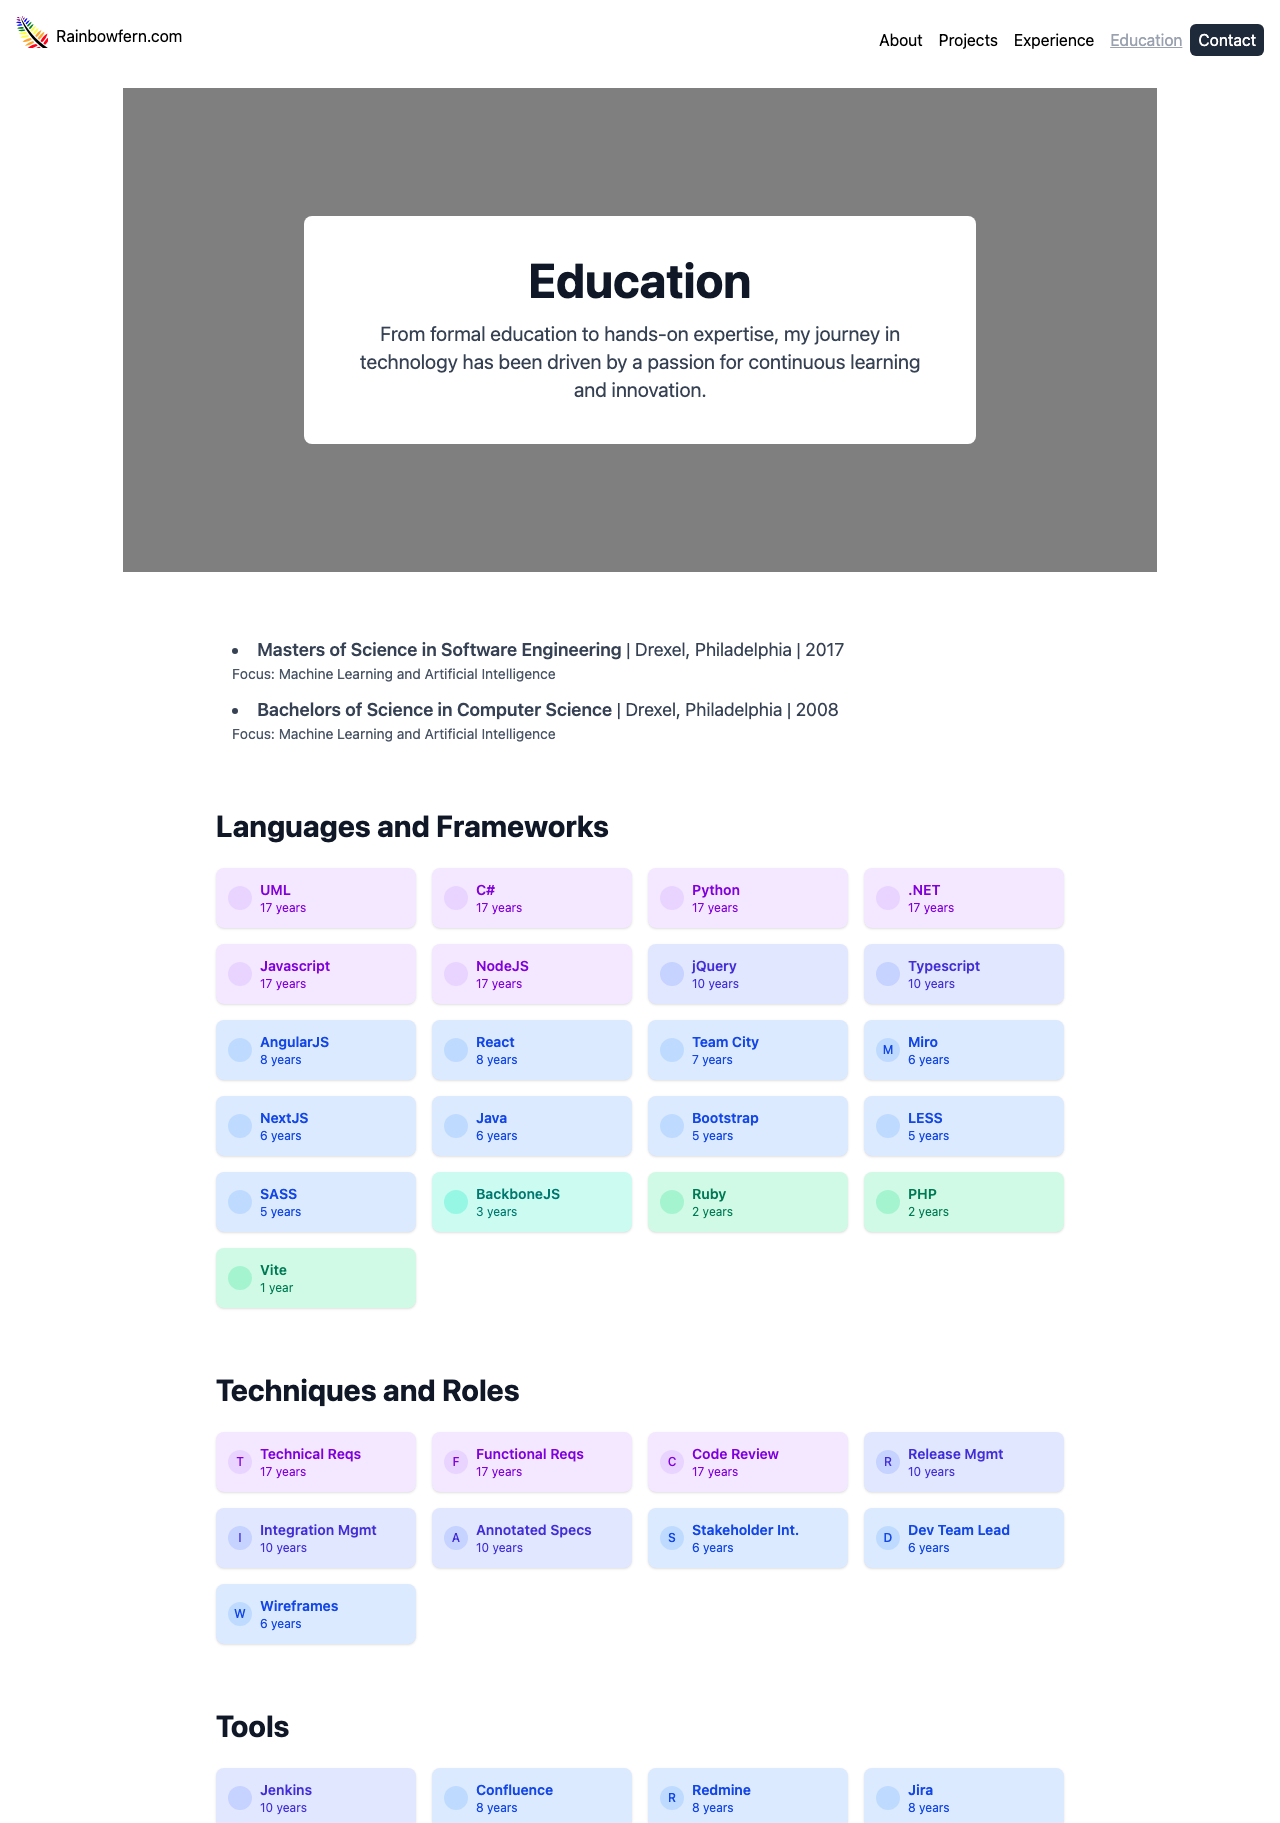 Rainbowfern.com
About Projects Experience Education Contact
Education
From formal education to hands-on expertise, my journey in
technology has been driven by a passion for continuous learning
and innovation.
• Masters of Science in Software Engineering | Drexel, Philadelphia | 2017
Focus: Machine Learning and Artificial Intelligence
• Bachelors of Science in Computer Science | Drexel, Philadelphia | 2008
Focus: Machine Learning and Artificial Intelligence
Languages and Frameworks
UML
17 years
C#
17 years
Python
17 years
.NET
17 years
Javascript
17 years
NodeJS
17 years
jQuery
10 years
Typescript
10 years
AngularJS
8 years
React
8 years
Team City
7 years
M
Miro
6 years
NextJS
6 years
Java
6 years
Bootstrap
5 years
LESS
5 years
SASS
5 years
BackboneJS
3 years
Ruby
2 years
PHP
2 years
Vite
1 year
Techniques and Roles
T
Technical Reqs
17 years
F
Functional Reqs
17 years
C
Code Review
17 years
R
Release Mgmt
10 years
I
Integration Mgmt
10 years
A
Annotated Specs
10 years
S
Stakeholder Int.
6 years
D
Dev Team Lead
6 years
W
Wireframes
6 years
Tools
Jenkins
10 years
Confluence
8 years
R
Redmine
8 years
Jira
8 years